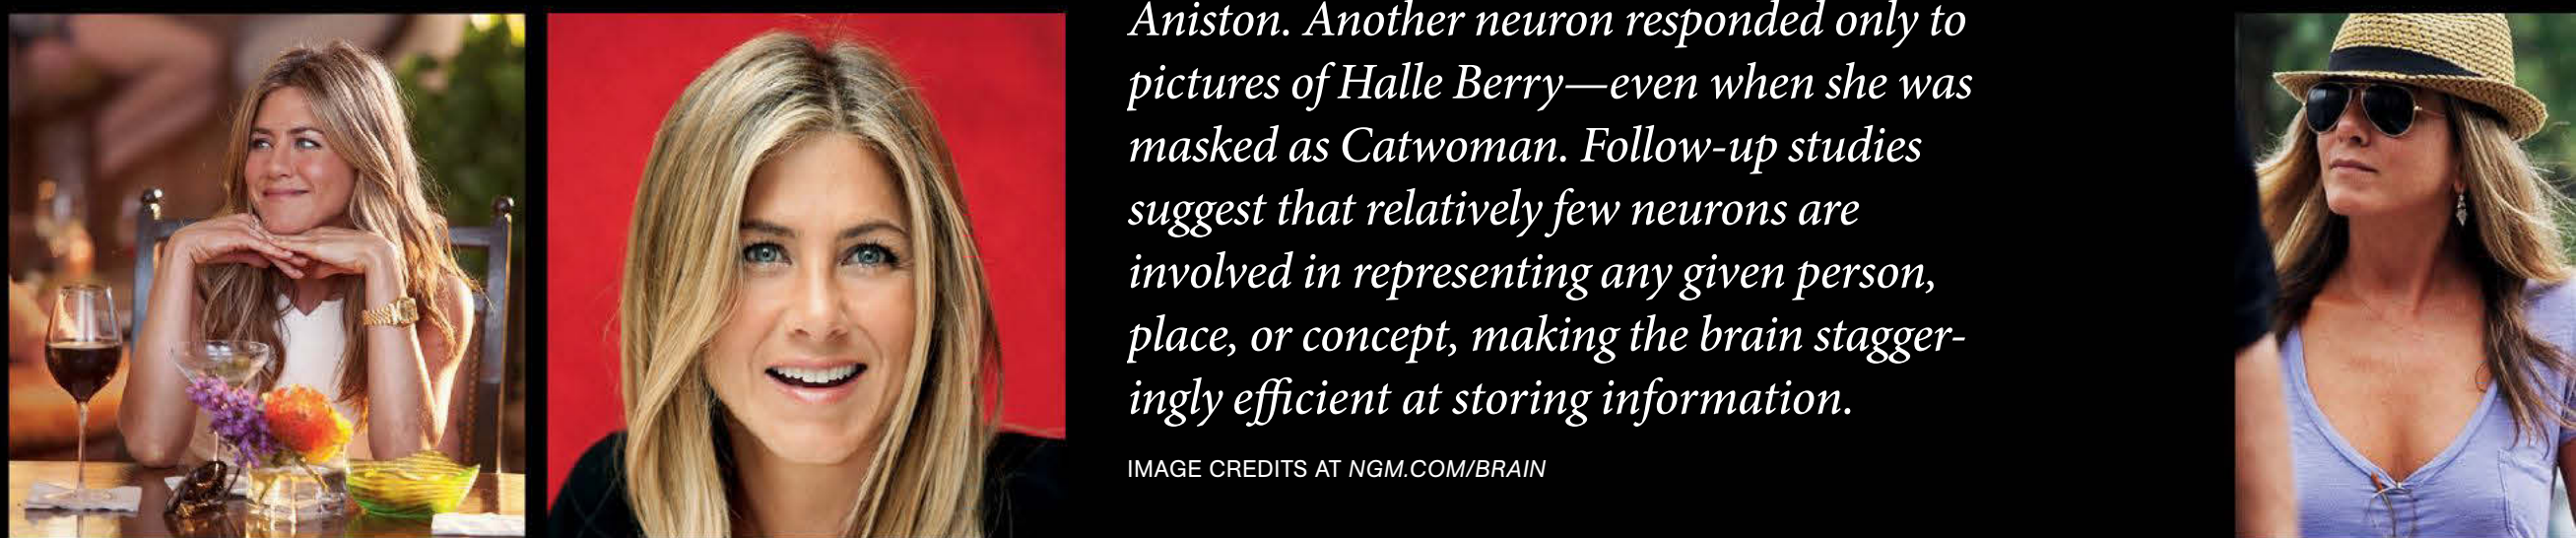 Aniston. Another neuron responded only to
pictures of Halle Berry—even when she was
masked as Catwoman. Follow-up studies
suggest that relatively few neurons are
involved in representing any given person,
place, or concept, making the brain stagger-
ingly efficient at storing information.
IMAGE CREDITS AT NGM.COM/BRAIN